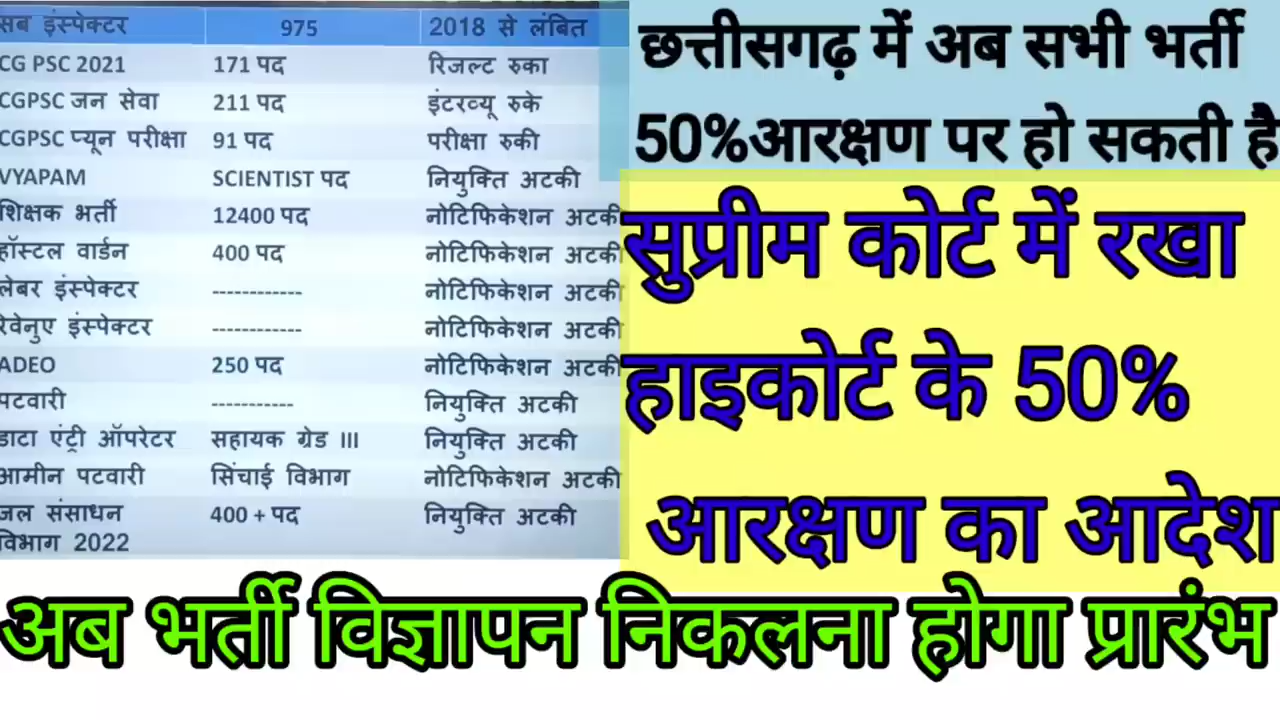 सब इंस्पेक्टर 975 2018 से लंबित
CG PSC 2021 171 पद रिजल्ट रुका
CGPSC जन सेवा 211 पद इंटरव्यू रुके
CGPSC प्यून परीक्षा 91 पद परीक्षा रुकी
VYAPAM SCIENTIST पद नियुक्ति अटकी
शिक्षक भर्ती 12400 पद नोटिफिकेशन अटकी
हॉस्टल वार्डन 400 पद नोटिफिकेशन अटकी
लेबर इंस्पेक्टर ------------ नोटिफिकेशन अटकी
रेवेनुए इंस्पेक्टर ------------ नोटिफिकेशन अटकी
ADEO 250 पद नोटिफिकेशन अटकी
पटवारी ----------- नियुक्ति अटकी
डाटा एंट्री ऑपरेटर सहायक ग्रेड III नियुक्ति अटकी
आमीन पटवारी सिंचाई विभाग नोटिफिकेशन अटकी
जल संसाधन 400 + पद नियुक्ति अटकी
विभाग 2022
छत्तीसगढ़ में अब सभी भर्ती
50%आरक्षण पर हो सकती है
सुप्रीम कोर्ट में रखा
हाइकोर्ट के 50%
आरक्षण का आदेश
अब भर्ती विज्ञापन निकलना होगा प्रारंभ